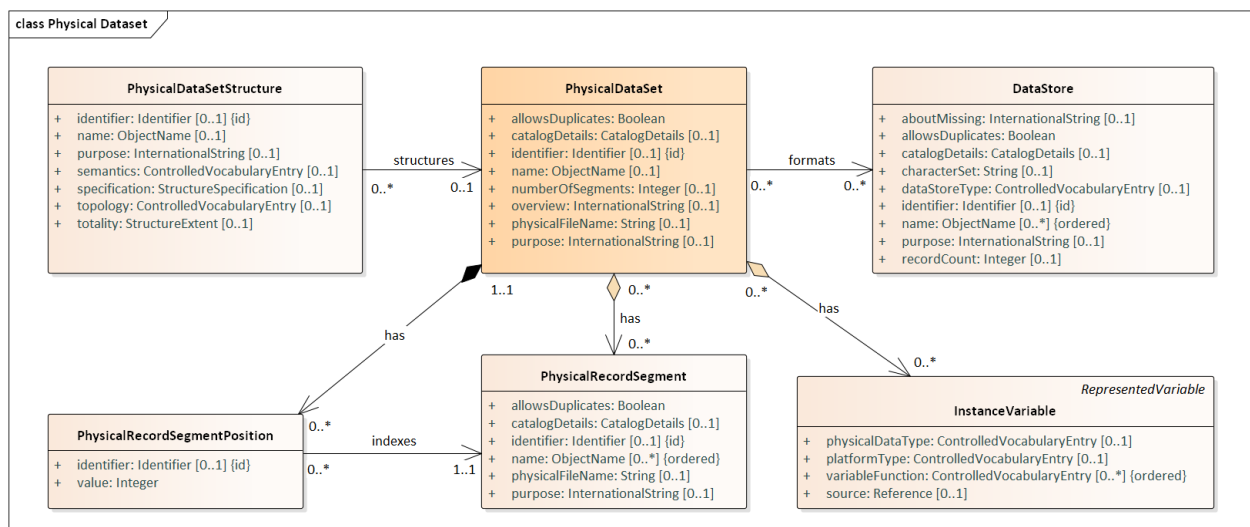 class Physical Dataset
PhysicalDataSetStructure
+ identifier: Identifier [0..1] {id}
+ name: ObjectName [0..1]
+ purpose: InternationalString [0..1]
+ semantics: ControlledVocabularyEntry [0..1]
+ specification: StructureSpecification [0..1]
+ topology: ControlledVocabularyEntry [0..1]
+ totality: StructureExtent [0..1]
structures
0..*
0..1
PhysicalDataSet
+ allowsDuplicates: Boolean
+ catalogDetails: CatalogDetails [0..1]
+ identifier: Identifier [0..1] {id}
+ name: ObjectName [0..1]
+ numberOfSegments: Integer [0..1]
+ overview: InternationalString [0..1]
+ physicalFileName: String [0..1]
+ purpose: InternationalString [0..1]
formats
0..*
0..*
DataStore
+ aboutMissing: InternationalString [0..1]
+ allowsDuplicates: Boolean
+ catalogDetails: CatalogDetails [0..1]
+ characterSet: String [0..1]
+ dataStoreType: ControlledVocabularyEntry [0..1]
+ identifier: Identifier [0..1] {id}
+ name: ObjectName [0..*] {ordered}
+ purpose: InternationalString [0..1]
+ recordCount: Integer [0..1]
1..1
has
0..*
0..*
has
0..*
0..*
has
0..*
PhysicalRecordSegmentPosition
+ identifier: Identifier [0..1] {id}
+ value: Integer
indexes
0..*
1..1
PhysicalRecordSegment
+ allowsDuplicates: Boolean
+ catalogDetails: CatalogDetails [0..1]
+ identifier: Identifier [0..1] {id}
+ name: ObjectName [0..*] {ordered}
+ physicalFileName: String [0..1]
+ purpose: InternationalString [0..1]
RepresentedVariable
InstanceVariable
+ physicalDataType: ControlledVocabularyEntry [0..1]
+ platformType: ControlledVocabularyEntry [0..1]
+ variableFunction: ControlledVocabularyEntry [0..*] {ordered}
+ source: Reference [0..1]